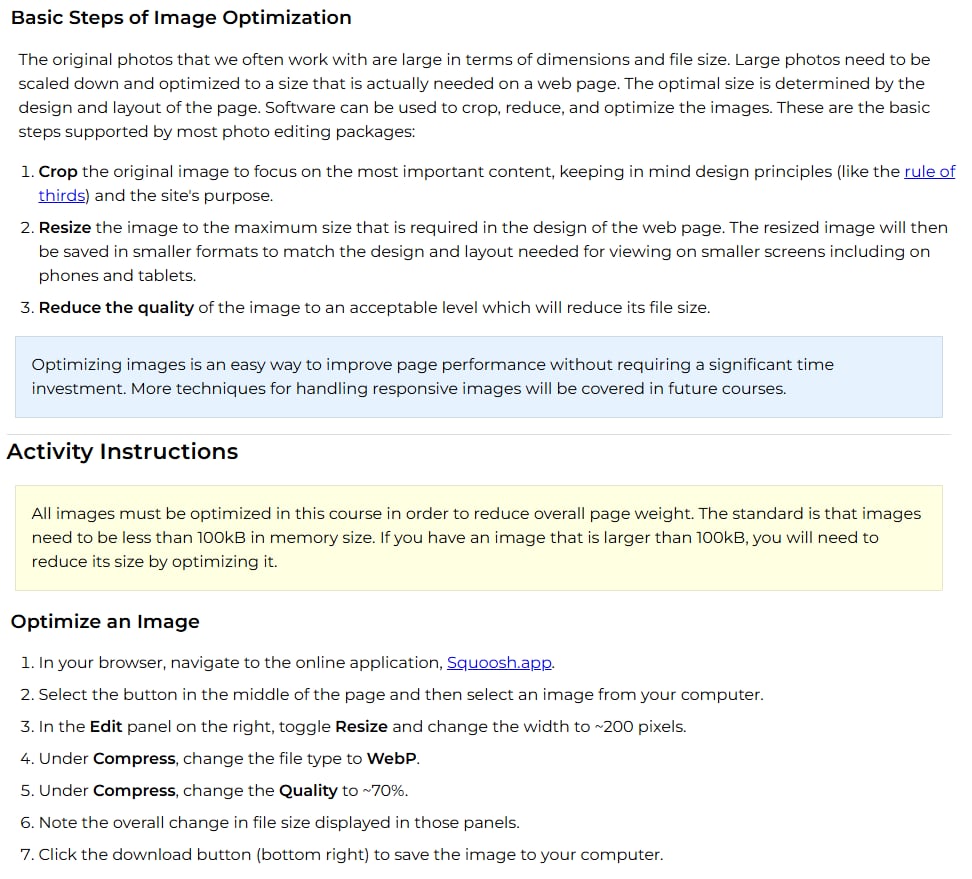 Basic Steps of Image Optimization
The original photos that we often work with are large in terms of dimensions and file size. Large photos need to be
scaled down and optimized to a size that is actually needed on a web page. The optimal size is determined by the
design and layout of the page. Software can be used to crop, reduce, and optimize the images. These are the basic
steps supported by most photo editing packages:
1. Crop the original image to focus on the most important content, keeping in mind design principles (like the rule of
thirds) and the site's purpose.
2. Resize the image to the maximum size that is required in the design of the web page. The resized image will then
be saved in smaller formats to match the design and layout needed for viewing on smaller screens including on
phones and tablets.
3. Reduce the quality of the image to an acceptable level which will reduce its file size.
Optimizing images is an easy way to improve page performance without requiring a significant time
investment. More techniques for handling responsive images will be covered in future courses.
Activity Instructions
All images must be optimized in this course in order to reduce overall page weight. The standard is that images
need to be less than 100kB in memory size. If you have an image that is larger than 100kB, you will need to
reduce its size by optimizing it.
Optimize an Image
1. In your browser, navigate to the online application, Squoosh.app.
2. Select the button in the middle of the page and then select an image from your computer.
3. In the Edit panel on the right, toggle Resize and change the width to ~200 pixels.
4. Under Compress, change the file type to WebP.
5. Under Compress, change the Quality to ~70%.
6. Note the overall change in file size displayed in those panels.
7. Click the download button (bottom right) to save the image to your computer.